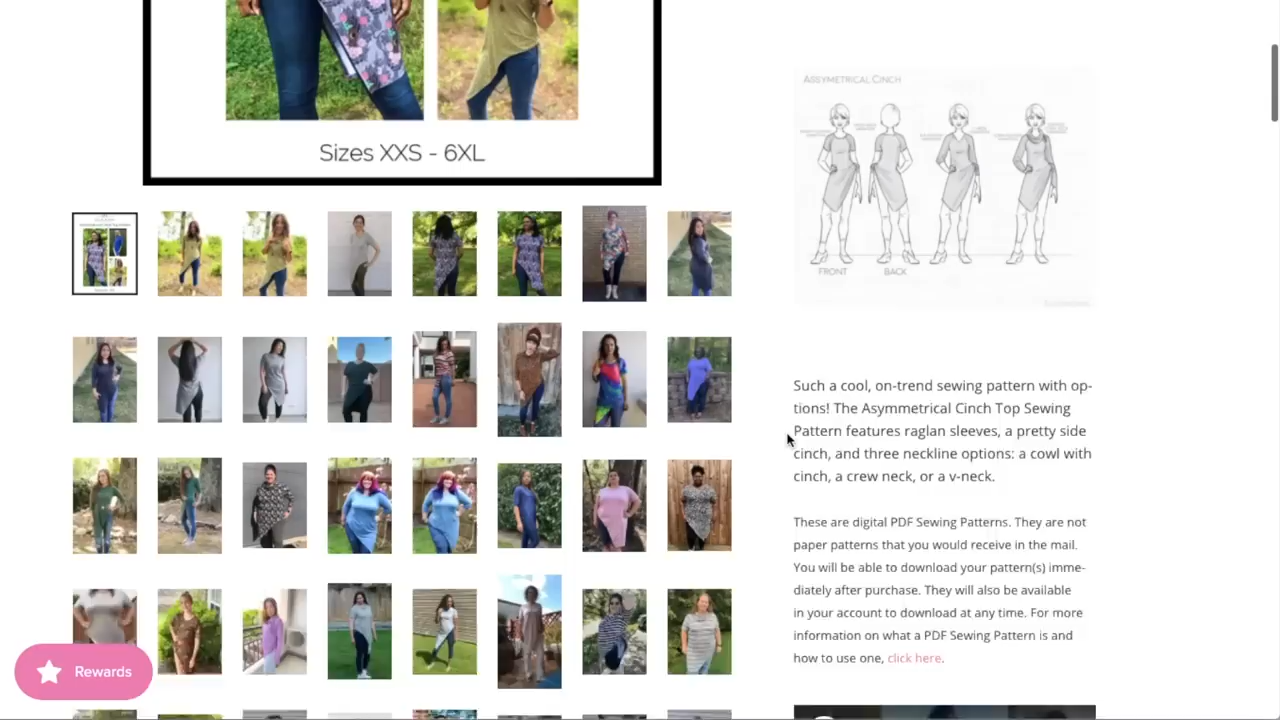 Sizes XXS - 6XL
Rewards
ASSYMETRICAL CINCH
FRONT
BACK
Such a cool, on-trend sewing pattern with op-
tions! The Asymmetrical Cinch Top Sewing
Pattern features raglan sleeves, a pretty side
cinch, and three neckline options: a cowl with
cinch, a crew neck, or a v-neck.
These are digital PDF Sewing Patterns. They are not
paper patterns that you would receive in the mail.
You will be able to download your pattern(s) imme-
diately after purchase. They will also be available
in your account to download at any time. For more
information on what a PDF Sewing Pattern is and
how to use one, click here.